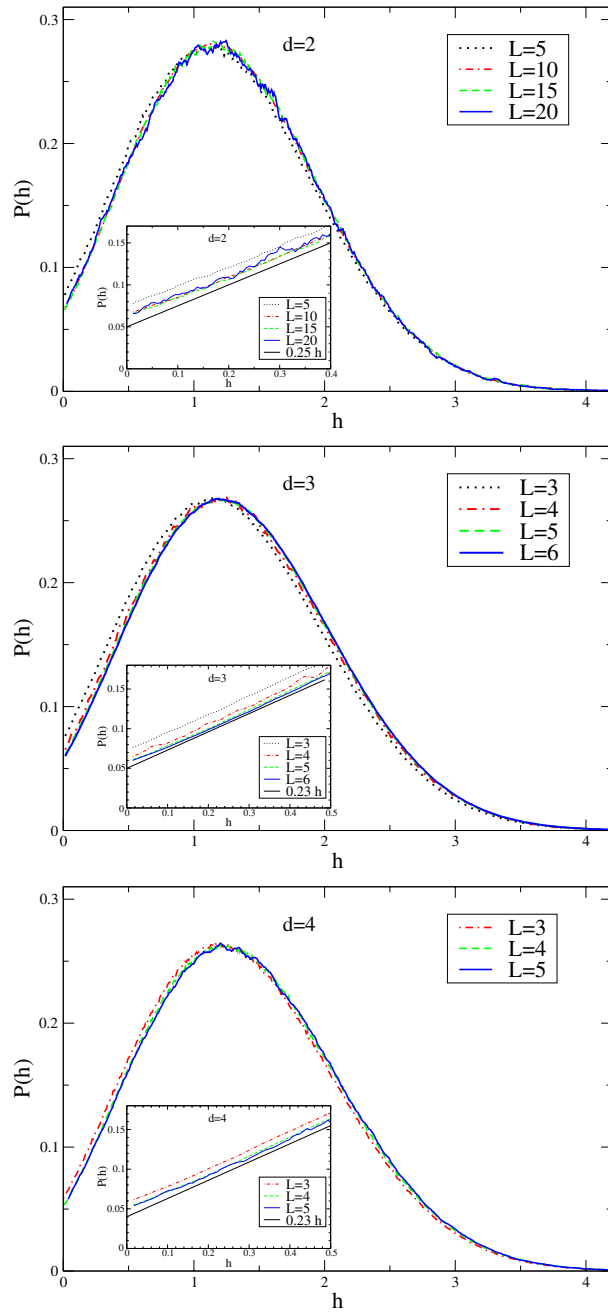 0.3
d=2
L=5
L=10
L=15
L=20
0.2
P(h)
0.15
d=2
0.1
P(h)
0.05
L=5
L=10
L=15
L=20
0.25 h
0
0 0.1 0.2 0.3 0.4
h
0.1
0
0 1 2 3 4
h
0.3
d=3
L=3
L=4
L=5
L=6
0.2
P(h)
0.15
d=3
0.1
P(h)
0.05
L=3
L=4
L=5
L=6
0.23 h
0
0 0.1 0.2 0.3 0.4 0.5
h
0.1
0
0 1 2 3 4
h
0.3
d=4
L=3
L=4
L=5
0.2
P(h)
0.15
d=4
0.1
P(h)
0.05
L=3
L=4
L=5
0.23 h
0
0 0.1 0.2 0.3 0.4 0.5
h
0.1
0
0 1 2 3 4
h